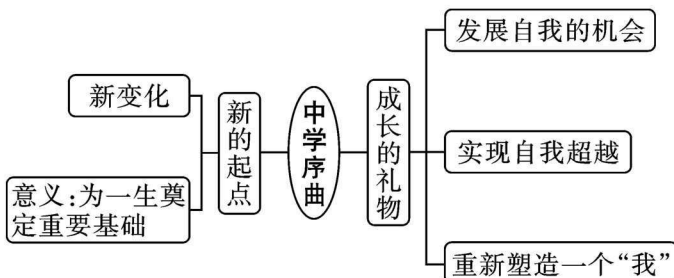 新变化
意义:为一生奠
定重要基础
新的起点
中学序曲
成长的礼物
发展自我的机会
实现自我超越
重新塑造一个“我”